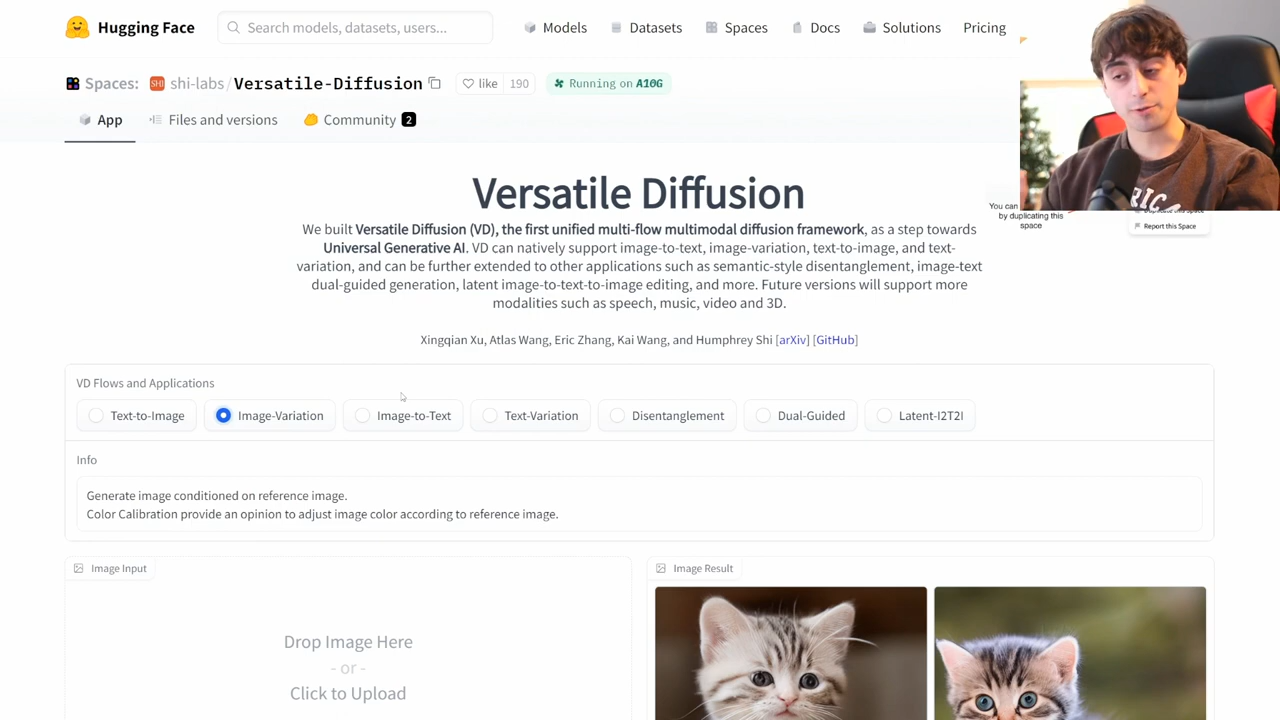 Hugging Face
Search models, datasets, users...
Models
Datasets
Spaces
Docs
Solutions
Pricing
Spaces:
SHI
shi-labs/Versatile-Diffusion
like
190
Running on A10G
App
Files and versions
Community
2
Versatile Diffusion
We built Versatile Diffusion (VD), the first unified multi-flow multimodal diffusion framework, as a step towards
Universal Generative AI. VD can natively support image-to-text, image-variation, text-to-image, and text-
variation, and can be further extended to other applications such as semantic-style disentanglement, image-text
dual-guided generation, latent image-to-text-to-image editing, and more. Future versions will support more
modalities such as speech, music, video and 3D.
You can
by duplicating this
space
Report this Space
Xingqian Xu, Atlas Wang, Eric Zhang, Kai Wang, and Humphrey Shi [arXiv] [GitHub]
VD Flows and Applications
Text-to-Image
Image-Variation
Image-to-Text
Text-Variation
Disentanglement
Dual-Guided
Latent-I2T2I
Info
Generate image conditioned on reference image.
Color Calibration provide an opinion to adjust image color according to reference image.
Image Input
Drop Image Here
- or -
Click to Upload
Image Result